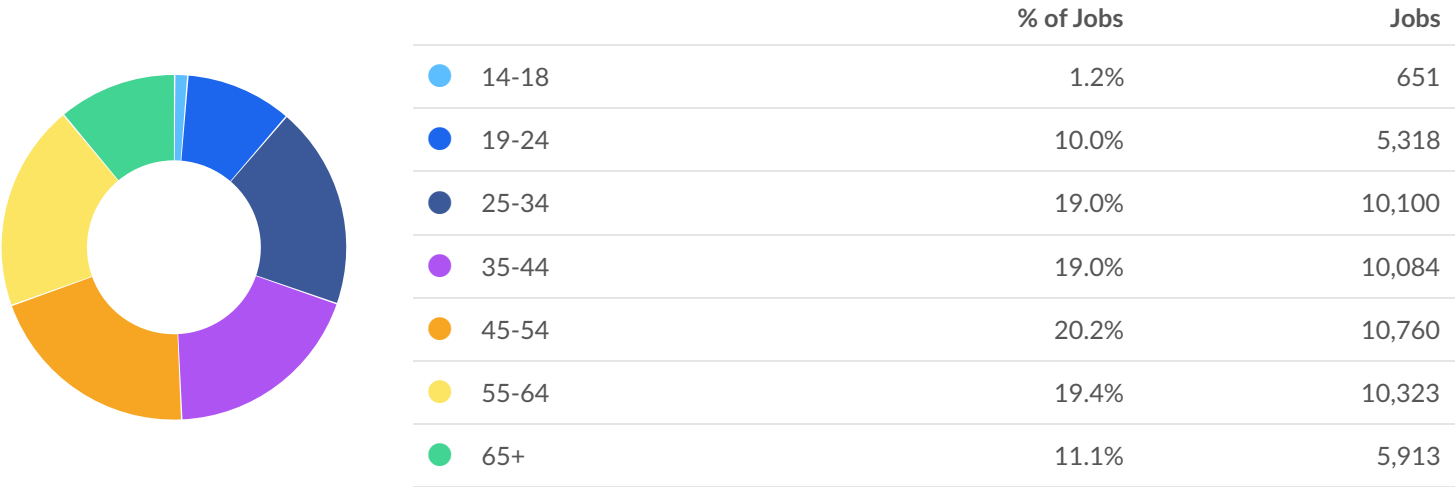 % of Jobs Jobs
14-18 1.2% 651
19-24 10.0% 5,318
25-34 19.0% 10,100
35-44 19.0% 10,084
45-54 20.2% 10,760
55-64 19.4% 10,323
65+ 11.1% 5,913